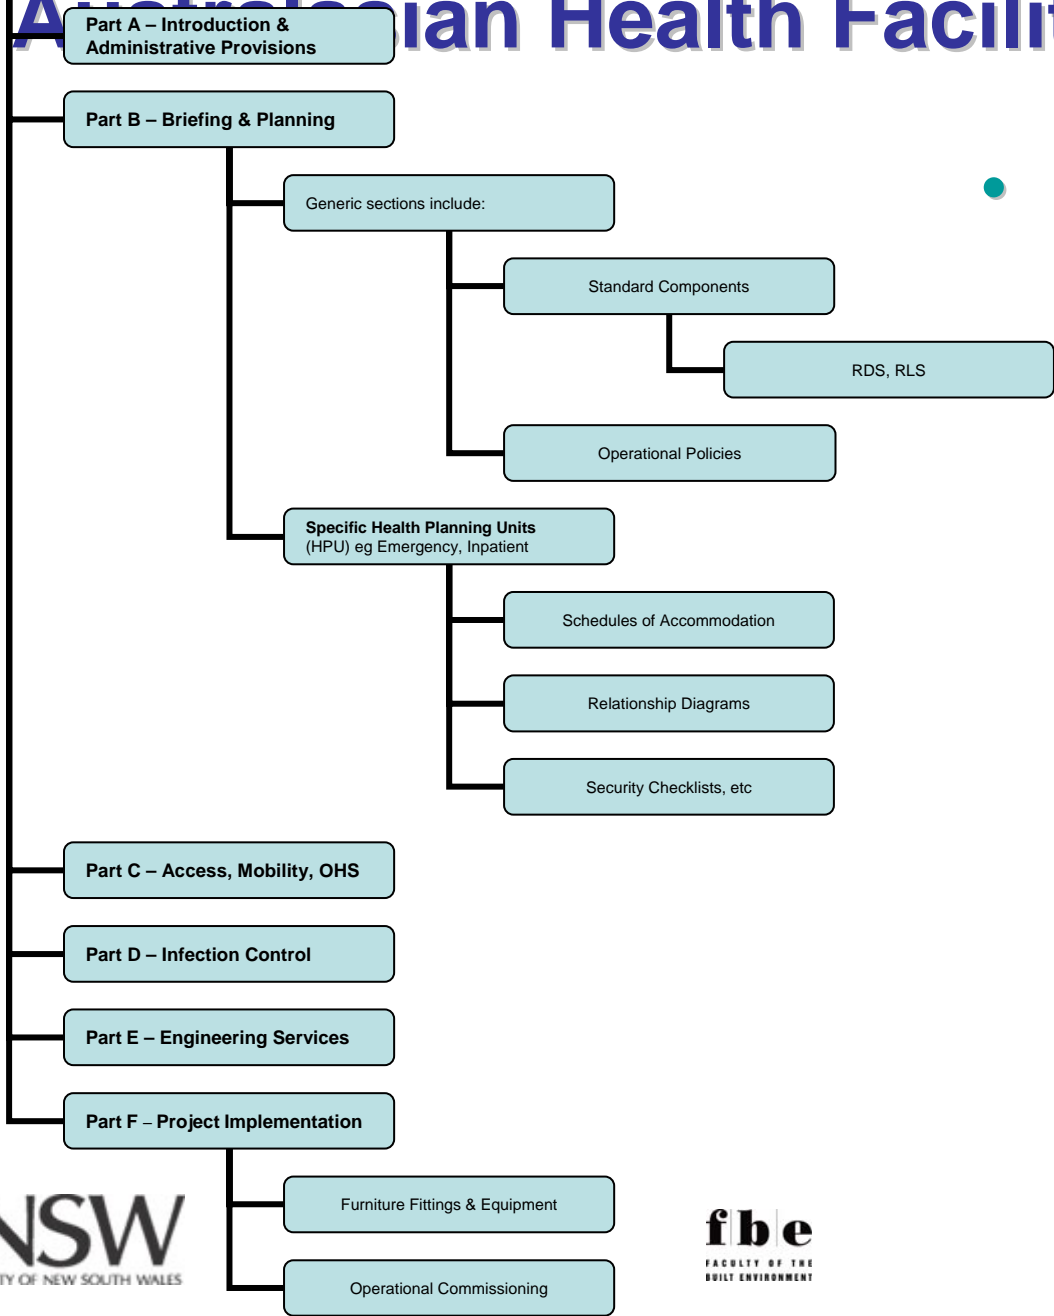 Australasian Health Facilit
Part A – Introduction &
Administrative Provisions
Part B – Briefing & Planning
Generic sections include:
Standard Components
RDS, RLS
Operational Policies
Specific Health Planning Units
(HPU) eg Emergency, Inpatient
Schedules of Accommodation
Relationship Diagrams
Security Checklists, etc
Part C – Access, Mobility, OHS
Part D – Infection Control
Part E – Engineering Services
Part F – Project Implementation
Furniture Fittings & Equipment
Operational Commissioning
NSW
TY OF NEW SOUTH WALES
fbe
FACULTY OF THE
BUILT ENVIRONMENT